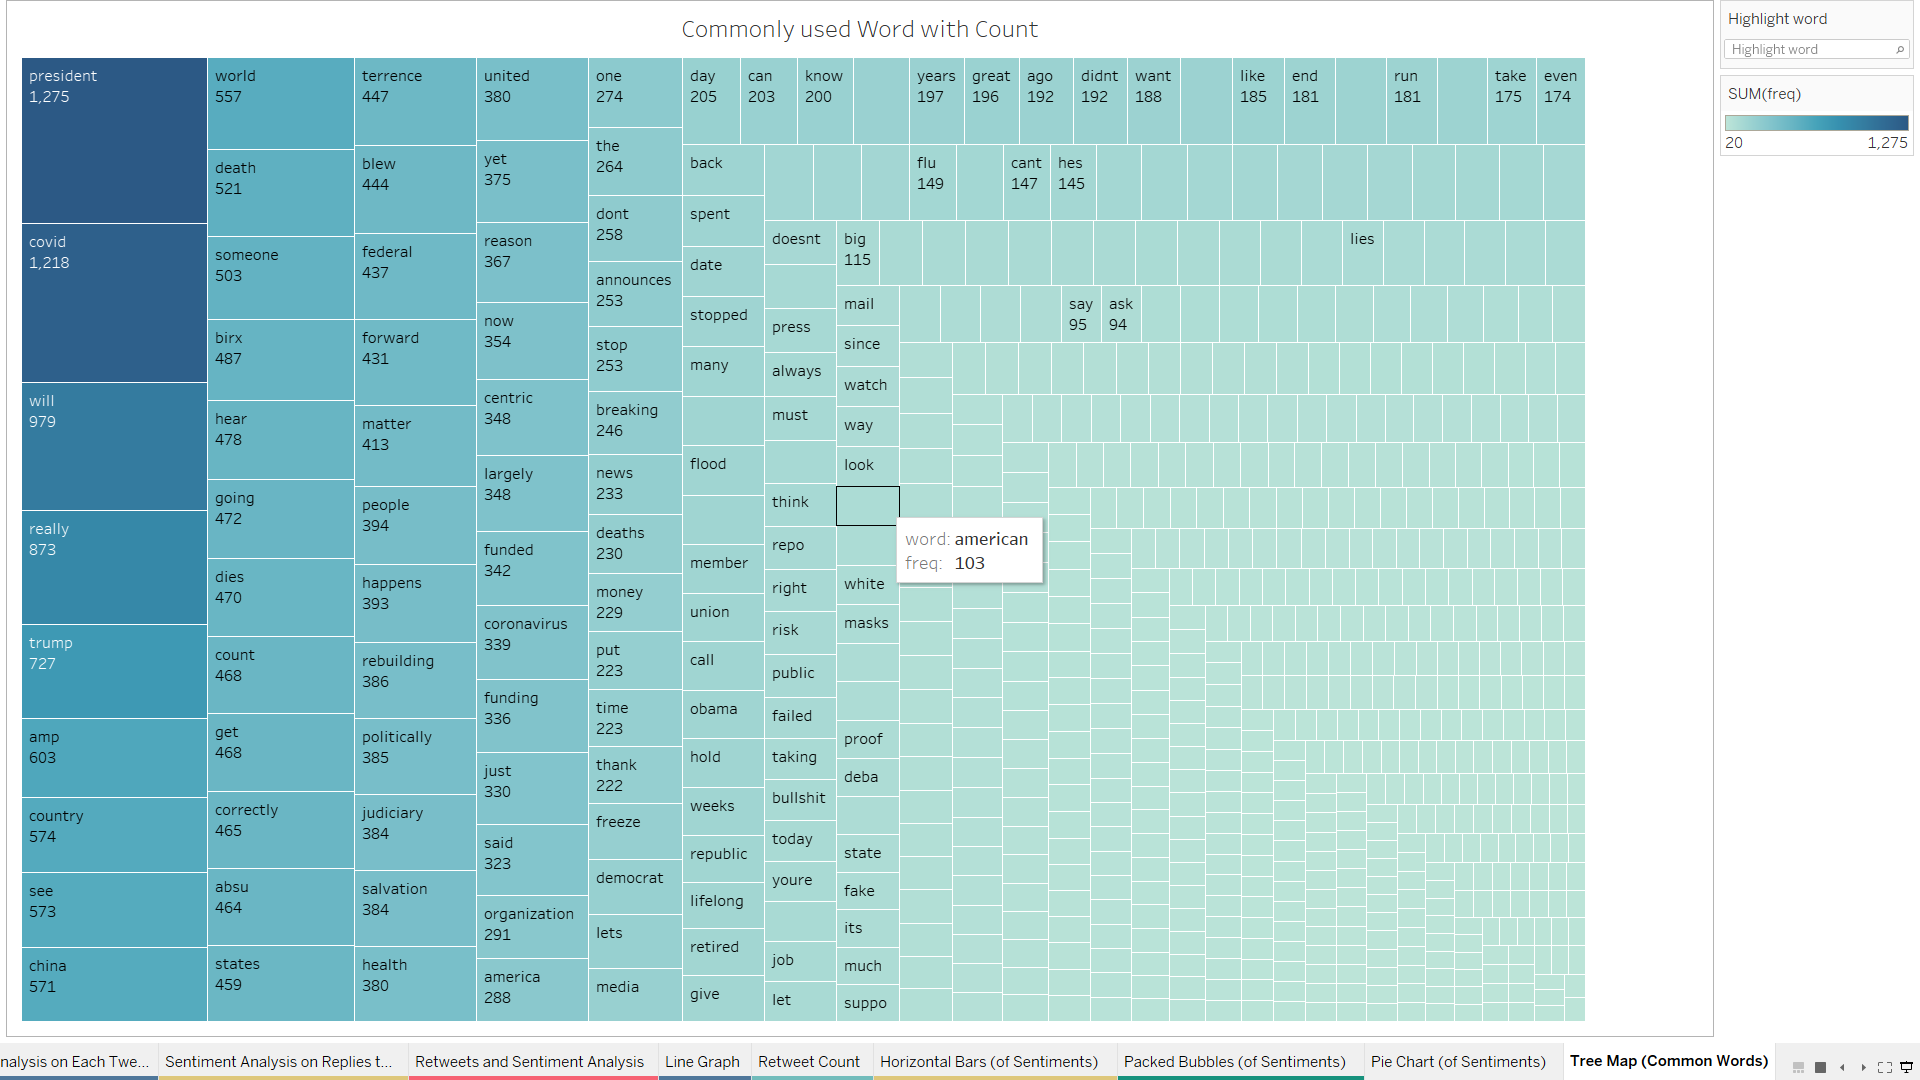 Commonly used Word with Count
president
1,275
covid
1,218
will
979
really
873
trump
727
amp
603
country
574
see
573
china
571
world
557
death
521
someone
503
birx
487
hear
478
going
472
dies
470
count
468
get
468
correctly
465
absu
464
states
459
terrence
447
blew
444
federal
437
forward
431
matter
413
people
394
happens
393
rebuilding
386
politically
385
judiciary
384
salvation
384
health
380
united
380
yet
375
reason
367
now
354
centric
348
largely
348
funded
342
coronavirus
339
funding
336
just
330
said
323
organization
291
america
288
one
274
the
264
dont
258
announces
253
stop
253
breaking
246
news
233
deaths
230
money
229
put
223
time
223
thank
222
freeze
democrat
lets
media
day
205
can
203
know
200
years
197
great
196
ago
192
didnt
192
want
188
like
185
end
181
run
181
take
175
even
174
back
spent
date
stopped
many
flood
member
union
call
obama
hold
weeks
republic
lifelong
retired
give
flu
149
cant
147
hes
145
doesnt
press
always
must
think
repo
right
risk
public
failed
taking
bullshit
today
youre
job
let
big
115
lies
mail
since
watch
way
look
white
masks
proof
deba
state
fake
its
much
suppo
say
95
ask
94
word: american
freq: 103
Highlight word
Highlight word
SUM(freq)
20 1,275
nalysis on Each Twe...
Sentiment Analysis on Replies t...
Retweets and Sentiment Analysis
Line Graph
Retweet Count
Horizontal Bars (of Sentiments)
Packed Bubbles (of Sentiments)
Pie Chart (of Sentiments)
Tree Map (Common Words)